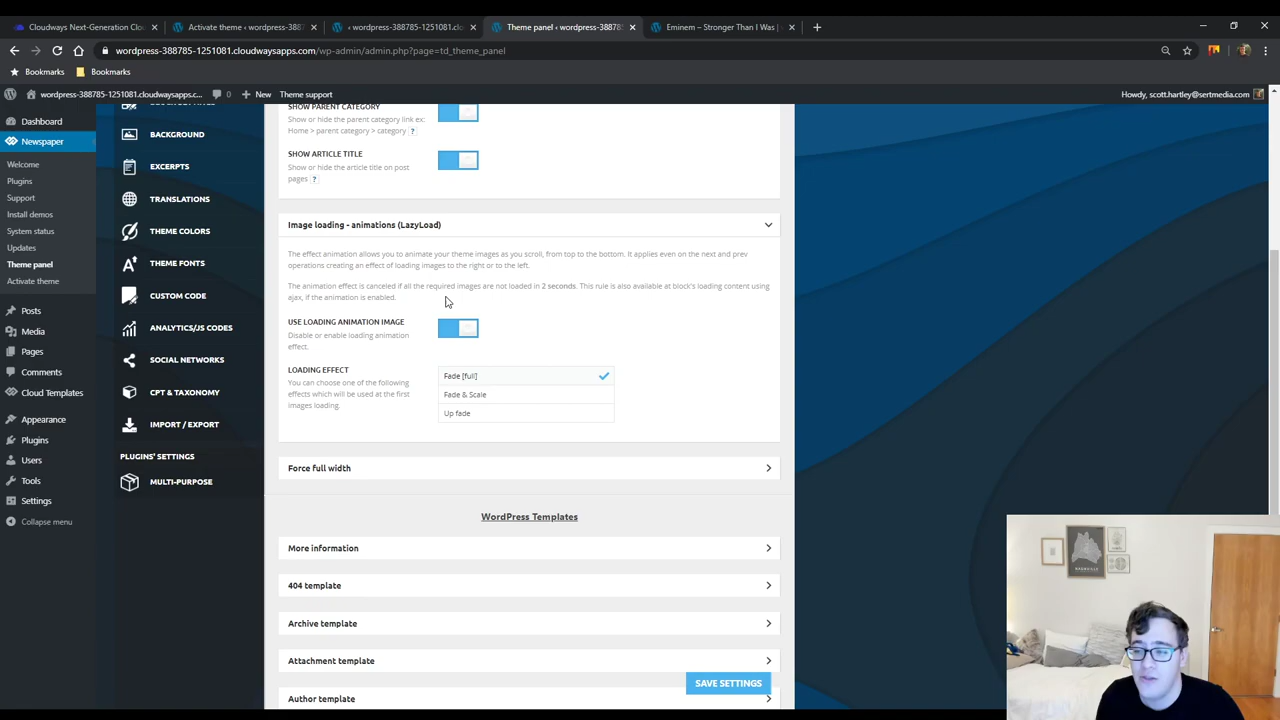 Cloudways Next-Generation Clo
Activate theme ‹ wordpress-3887
‹ wordpress-388785-1251081.clou
Theme panel ‹ wordpress-388785
Eminem – Stronger Than I Was |
wordpress-388785-1251081.cloudwaysapps.com/wp-admin/admin.php?page=td_theme_panel
Bookmarks
Bookmarks
wordpress-388785-1251081.cloudwaysapps.c…
0
New
Theme support
Howdy, scott.hartley@sertmedia.com
Dashboard
Newspaper
Welcome
Plugins
Support
Install demos
System status
Updates
Theme panel
Activate theme
Posts
Media
Pages
Comments
Cloud Templates
Appearance
Plugins
Users
Tools
Settings
Collapse menu
BACKGROUND
EXCERPTS
TRANSLATIONS
THEME COLORS
THEME FONTS
CUSTOM CODE
ANALYTICS/JS CODES
SOCIAL NETWORKS
CPT & TAXONOMY
IMPORT / EXPORT
PLUGINS' SETTINGS
MULTI-PURPOSE
SHOW PARENT CATEGORY
Show or hide the parent category link ex:
Home > parent category > category ?
SHOW ARTICLE TITLE
Show or hide the article title on post
pages ?
Image loading - animations (LazyLoad)
The effect animation allows you to animate your theme images as you scroll, from top to the bottom. It applies even on the next and prev
operations creating an effect of loading images to the right or to the left.
The animation effect is canceled if all the required images are not loaded in 2 seconds. This rule is also available at block's loading content using
ajax, if the animation is enabled.
USE LOADING ANIMATION IMAGE
Disable or enable loading animation
effect.
LOADING EFFECT
You can choose one of the following
effects which will be used at the first
images loading.
Fade [full]
Fade & Scale
Up fade
Force full width
WordPress Templates
More information
404 template
Archive template
Attachment template
SAVE SETTINGS
Author template
NASHVILLE